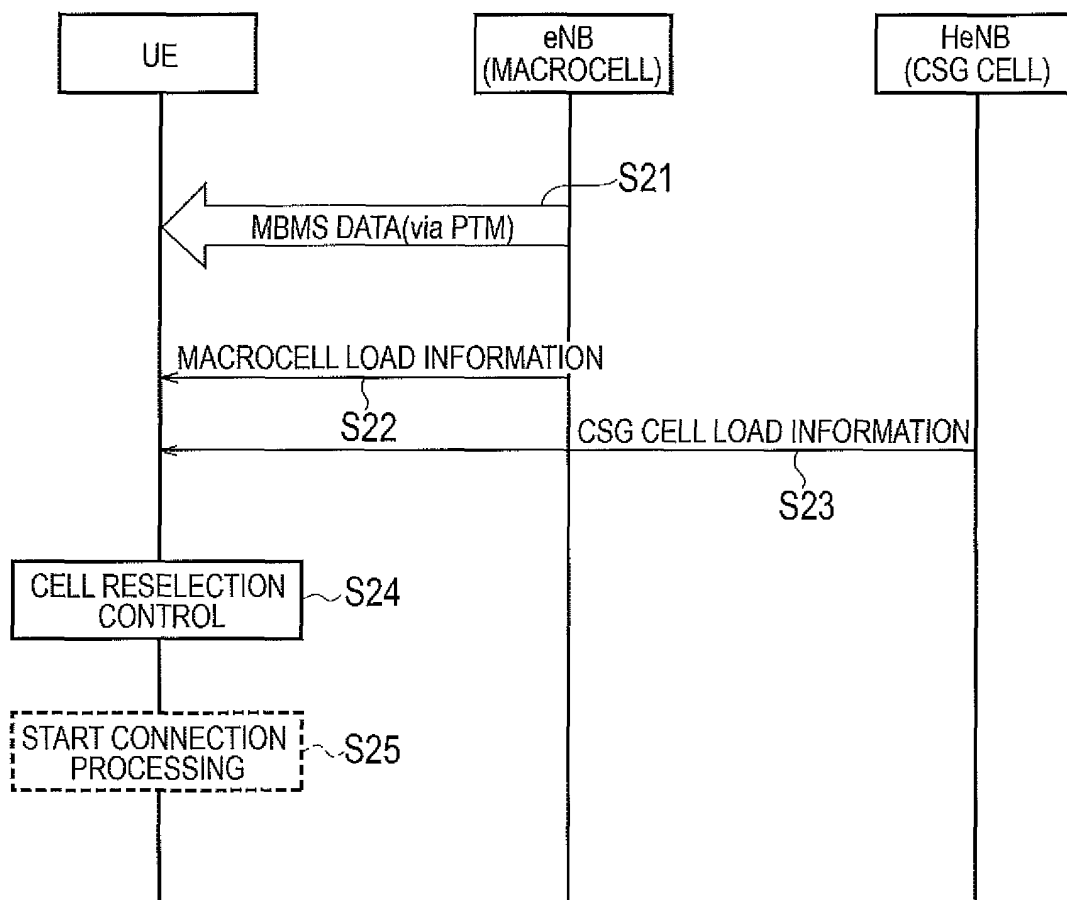 UE
eNB
(MACROCELL)
HeNB
(CSG CELL)
S21
MBMS DATA(via PTM)
MACROCELL LOAD INFORMATION
S22
CSG CELL LOAD INFORMATION
S23
CELL RESELECTION
CONTROL
S24
START CONNECTION
PROCESSING
S25